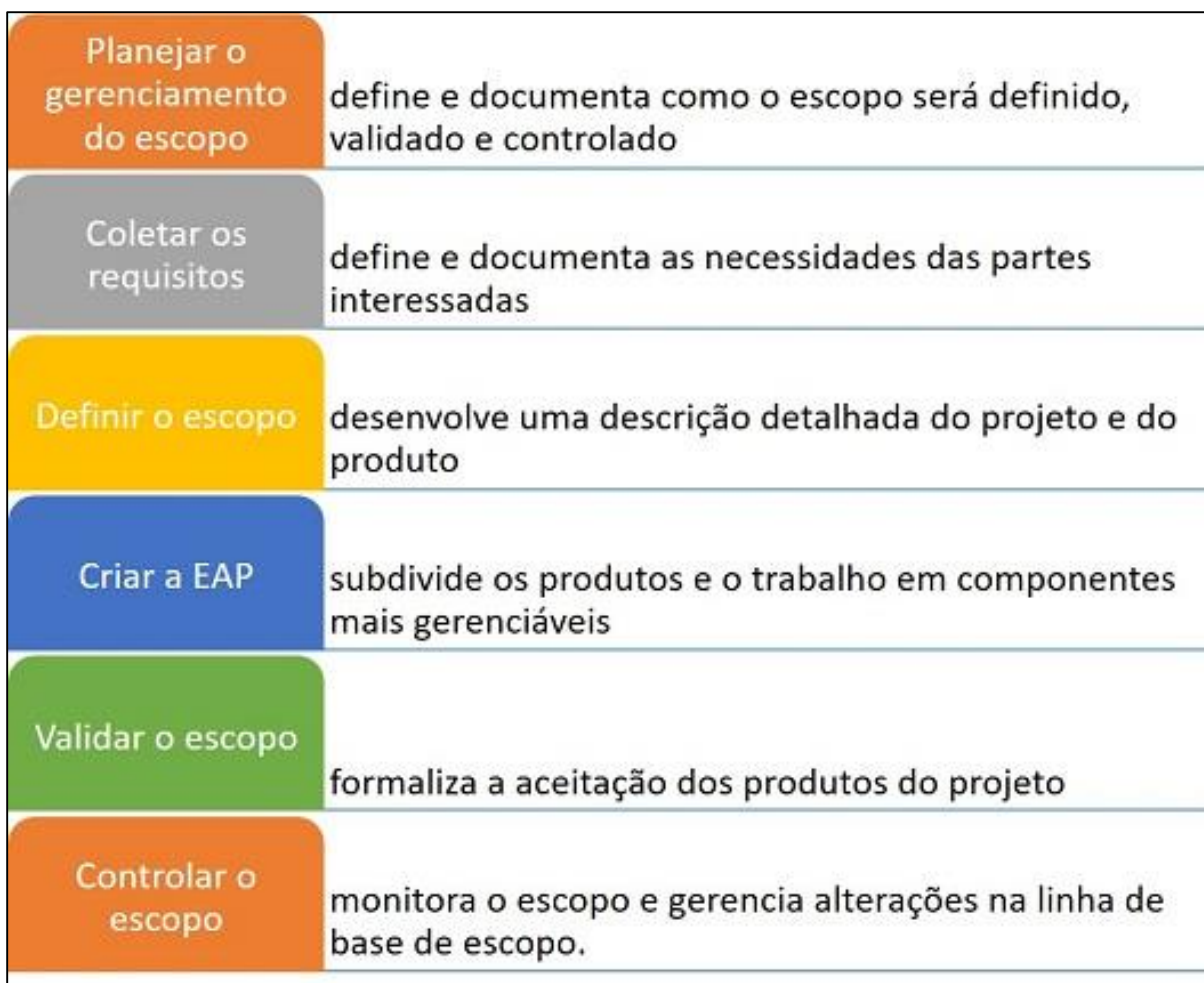 Planejar o
gerenciamento
do escopo
define e documenta como o escopo será definido,
validado e controlado
Coletar os
requisitos
define e documenta as necessidades das partes
interessadas
Definir o escopo
desenvolve uma descrição detalhada do projeto e do
produto
Criar a EAP
subdivide os produtos e o trabalho em componentes
mais gerenciáveis
Validar o escopo
formaliza a aceitação dos produtos do projeto
Controlar o
escopo
monitora o escopo e gerencia alterações na linha de
base de escopo.